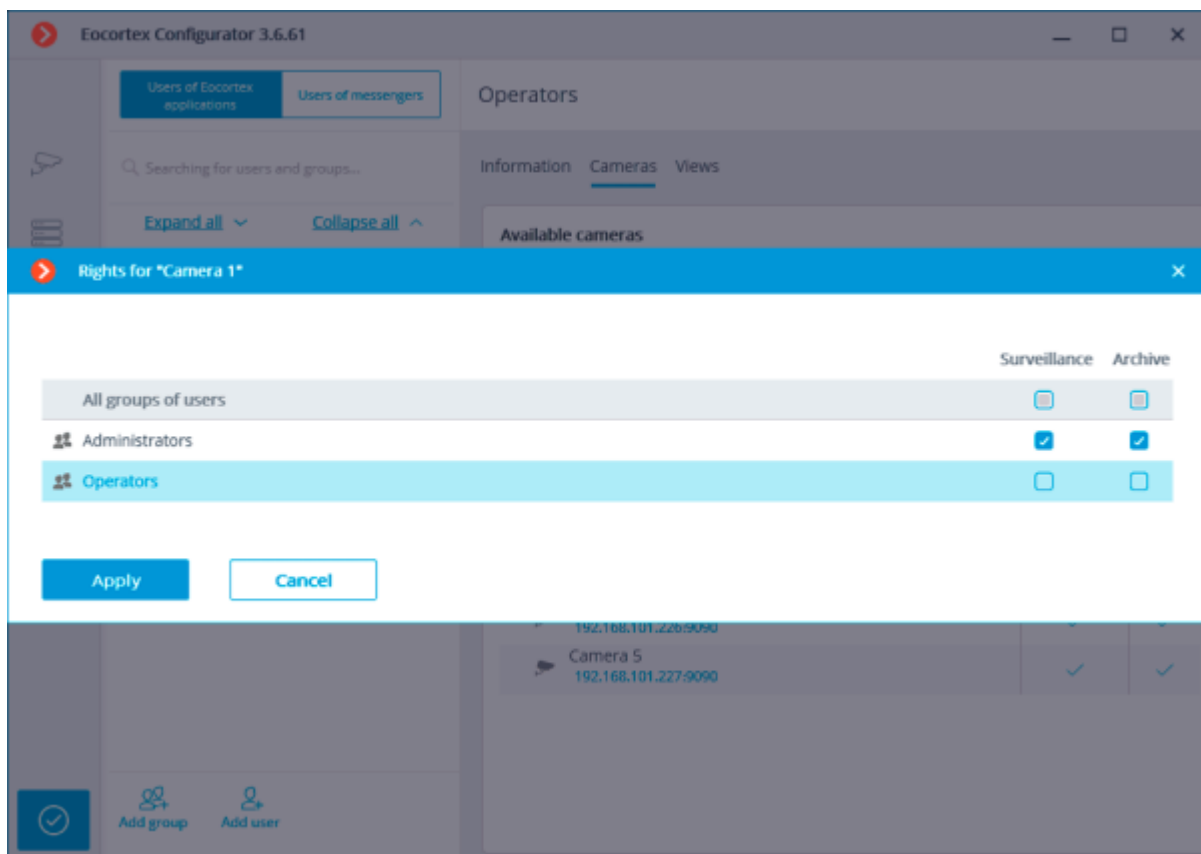 Eocortex Configurator 3.6.61
Users of Eocortex
applications
Users of messengers
Operators
Searching for users and groups...
Information Cameras Views
Expand all
Collapse all
Available cameras
Rights for "Camera 1"
Surveillance Archive
All groups of users
Administrators
Operators
Apply
Cancel
192.168.101.226:9090
Camera 5
192.168.101.227:9090
Add group
Add user